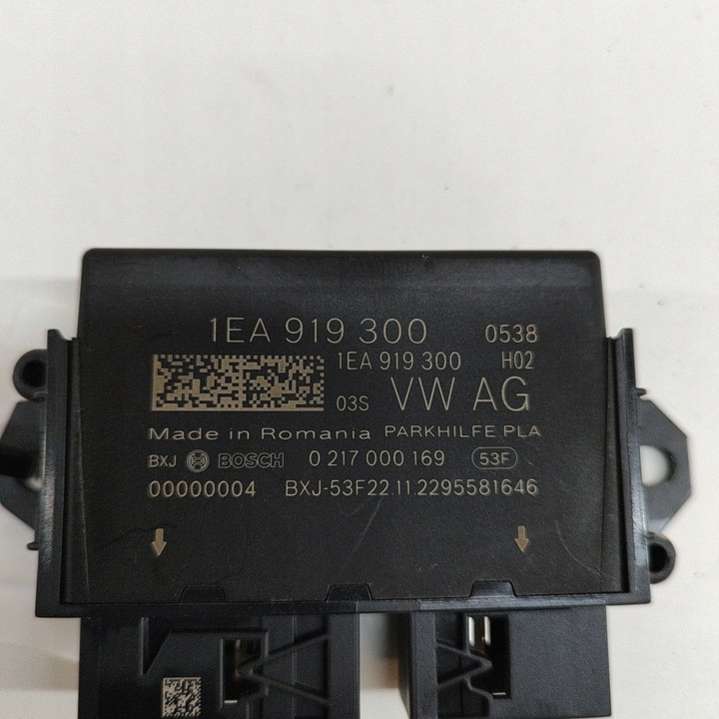 1EA 919 300 0538
1EA 919 300 H02
03S VW AG
Made in Romania PARKHILFE PLA
BXJ BOSCH 0 217 000 169 53F
00000004 BXJ-53F22.11.2295581646